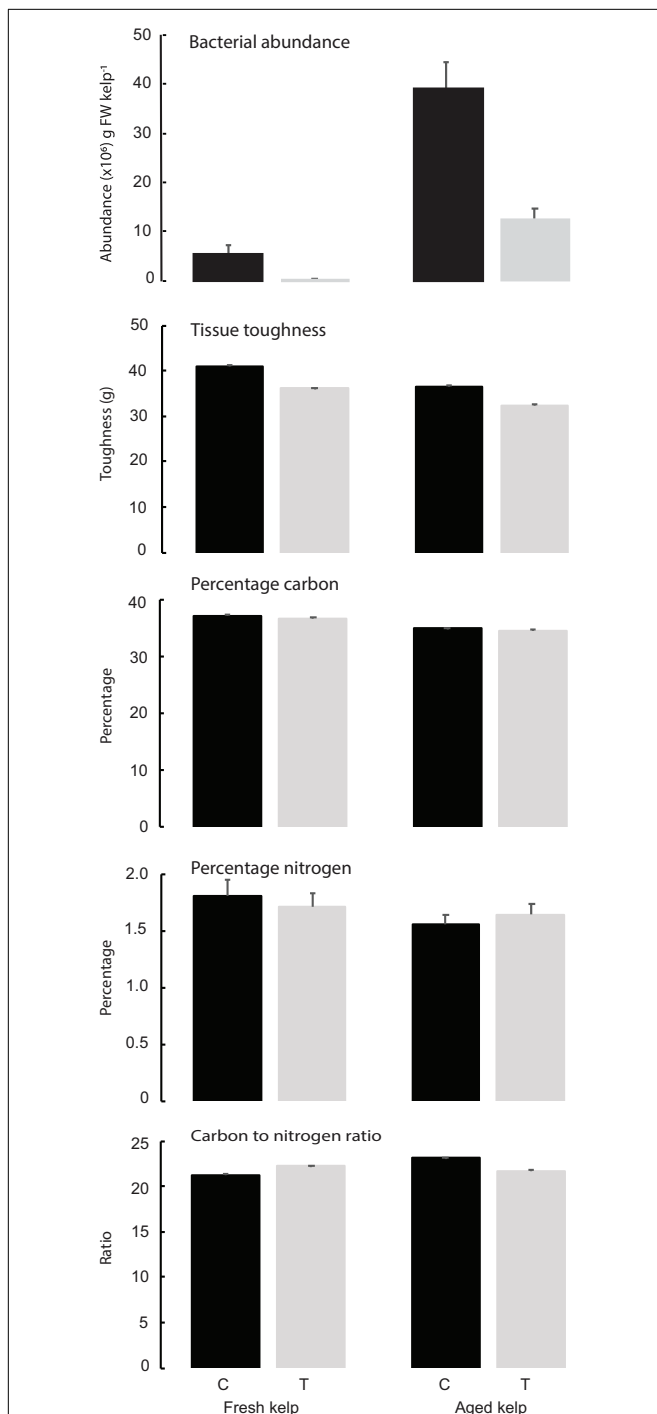 Bacterial abundance
Abundance (x10⁶) g FW kelp⁻¹
50
40
30
20
10
0
Tissue toughness
Toughness (g)
50
40
30
20
10
0
Percentage carbon
Percentage
40
30
20
10
0
Percentage nitrogen
Percentage
2.0
1.5
1.0
0.5
0
Carbon to nitrogen ratio
Ratio
25
20
15
10
5
0
C T C T
Fresh kelp Aged kelp